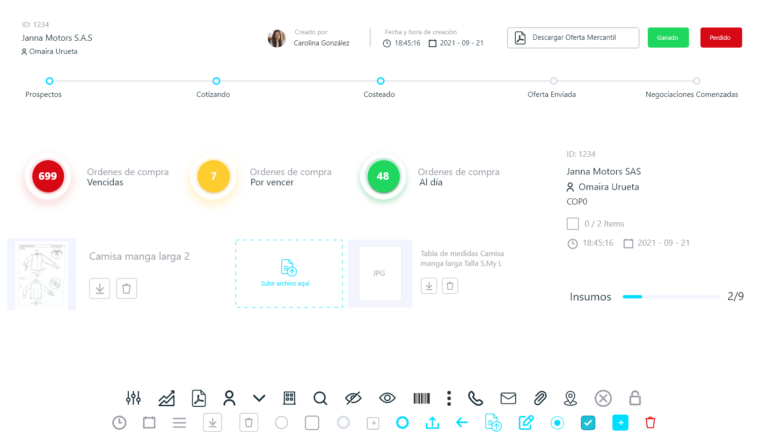 ID: 1234
Janna Motors S.A.S
Omaira Urueta
Creado por
Carolina González
Fecha y hora de creación
18:45:16 2021 - 09 - 21
Descargar Oferta Mercantil
Ganado
Perdido
Prospectos
Cotizando
Costeado
Oferta Enviada
Negociaciones Comenzadas
699
Ordenes de compra
Vencidas
7
Ordenes de compra
Por vencer
48
Ordenes de compra
Al día
ID: 1234
Janna Motors SAS
Omaira Urueta
COP0
0 / 2 Items
18:45:16 2021 - 09 - 21
Insumos 2/9
Camisa manga larga 2
Subir archivo aquí
JPG
Tabla de medidas Camisa
manga larga Talla S,My L